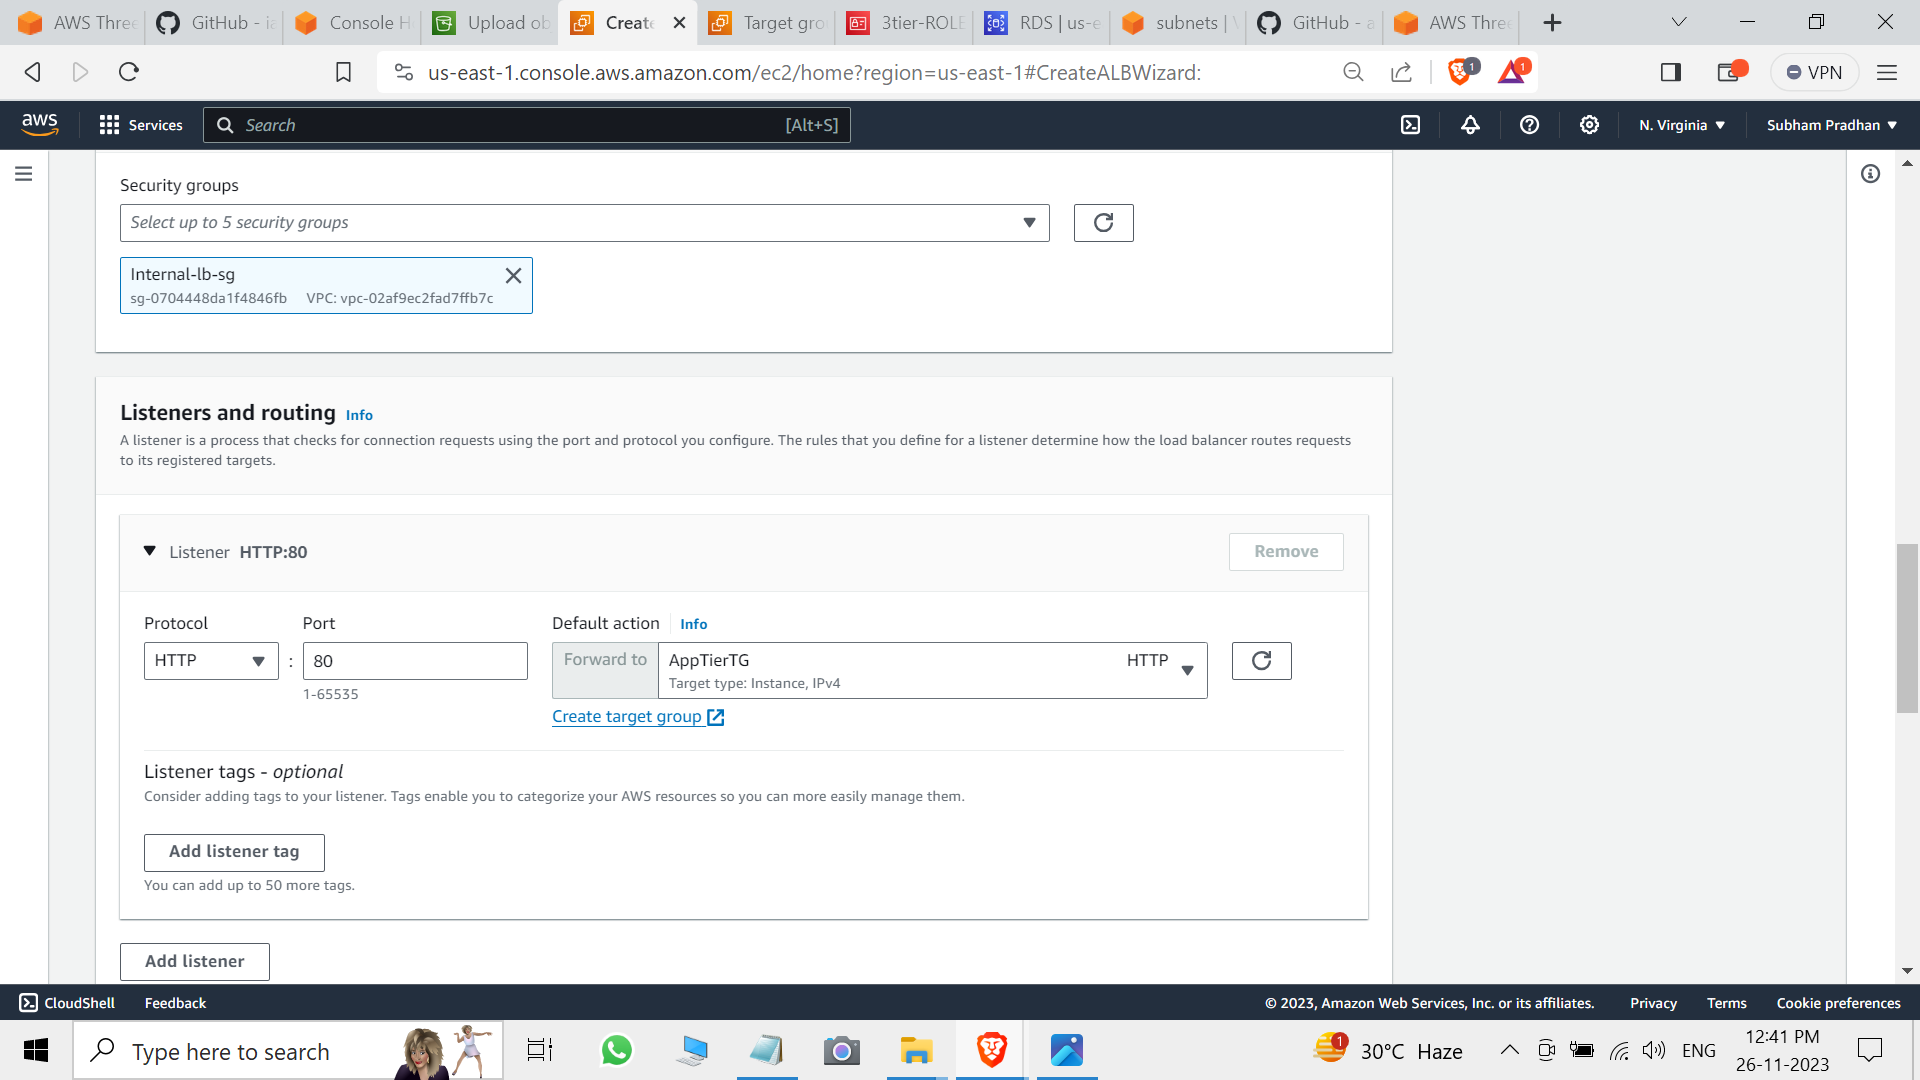 AWS Three
GitHub - ia
Console H
Upload ob
Create
Target gro
3tier-ROLE
RDS | us-e
subnets | V
GitHub - a
AWS Three
us-east-1.console.aws.amazon.com/ec2/home?region=us-east-1#CreateALBWizard:
1
1
VPN
aws
Services
Search
[Alt+S]
N. Virginia
Subham Pradhan
Security groups
Select up to 5 security groups
Internal-lb-sg
sg-0704448da1f4846fb VPC: vpc-02af9ec2fad7ffb7c
Listeners and routing Info
A listener is a process that checks for connection requests using the port and protocol you configure. The rules that you define for a listener determine how the load balancer routes requests
to its registered targets.
Listener HTTP:80
Remove
Protocol
Port
Default action
Info
HTTP
:
80
1-65535
Forward to
AppTierTG
HTTP
Target type: Instance, IPv4
Create target group
Listener tags - optional
Consider adding tags to your listener. Tags enable you to categorize your AWS resources so you can more easily manage them.
Add listener tag
You can add up to 50 more tags.
Add listener
CloudShell
Feedback
© 2023, Amazon Web Services, Inc. or its affiliates.
Privacy
Terms
Cookie preferences
Type here to search
1
30°C Haze
ENG
12:41 PM
26-11-2023